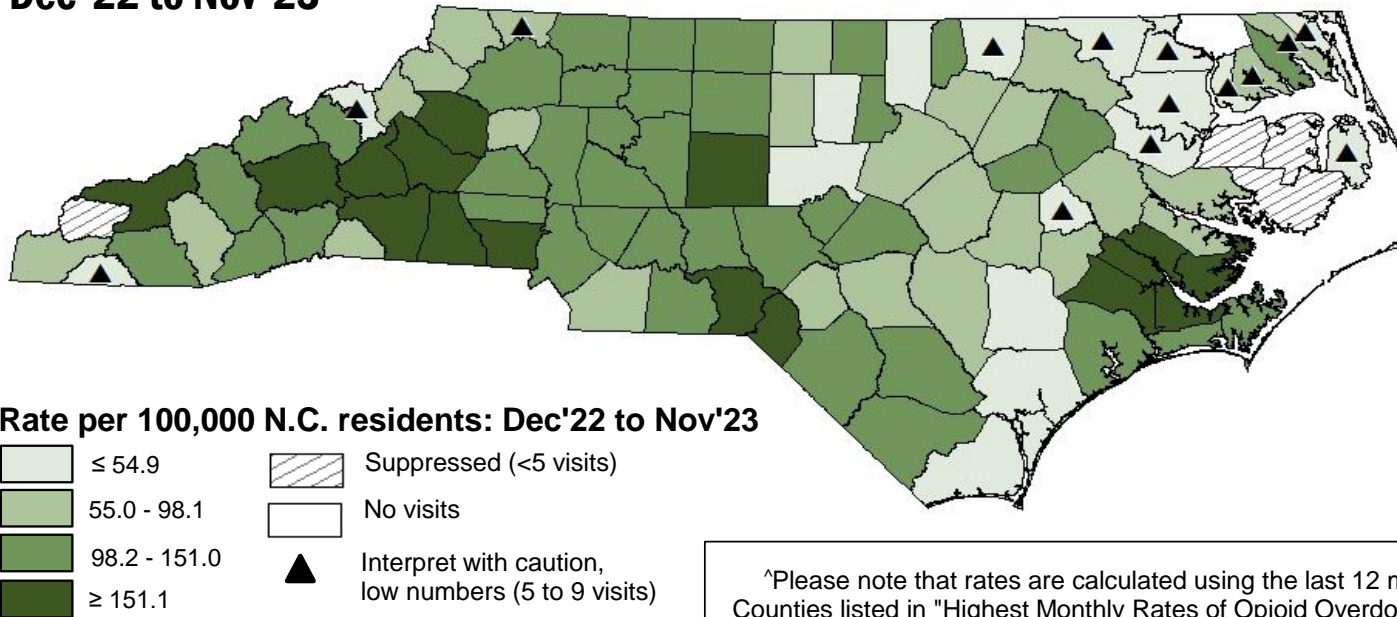 Dec'22 to Nov'23
Rate per 100,000 N.C. residents: Dec'22 to Nov'23
≤ 54.9
55.0 - 98.1
98.2 - 151.0
≥ 151.1
Suppressed (<5 visits)
No visits
Interpret with caution,
low numbers (5 to 9 visits)
^Please note that rates are calculated using the last 12 m
Counties listed in "Highest Monthly Rates of Opioid Overdo